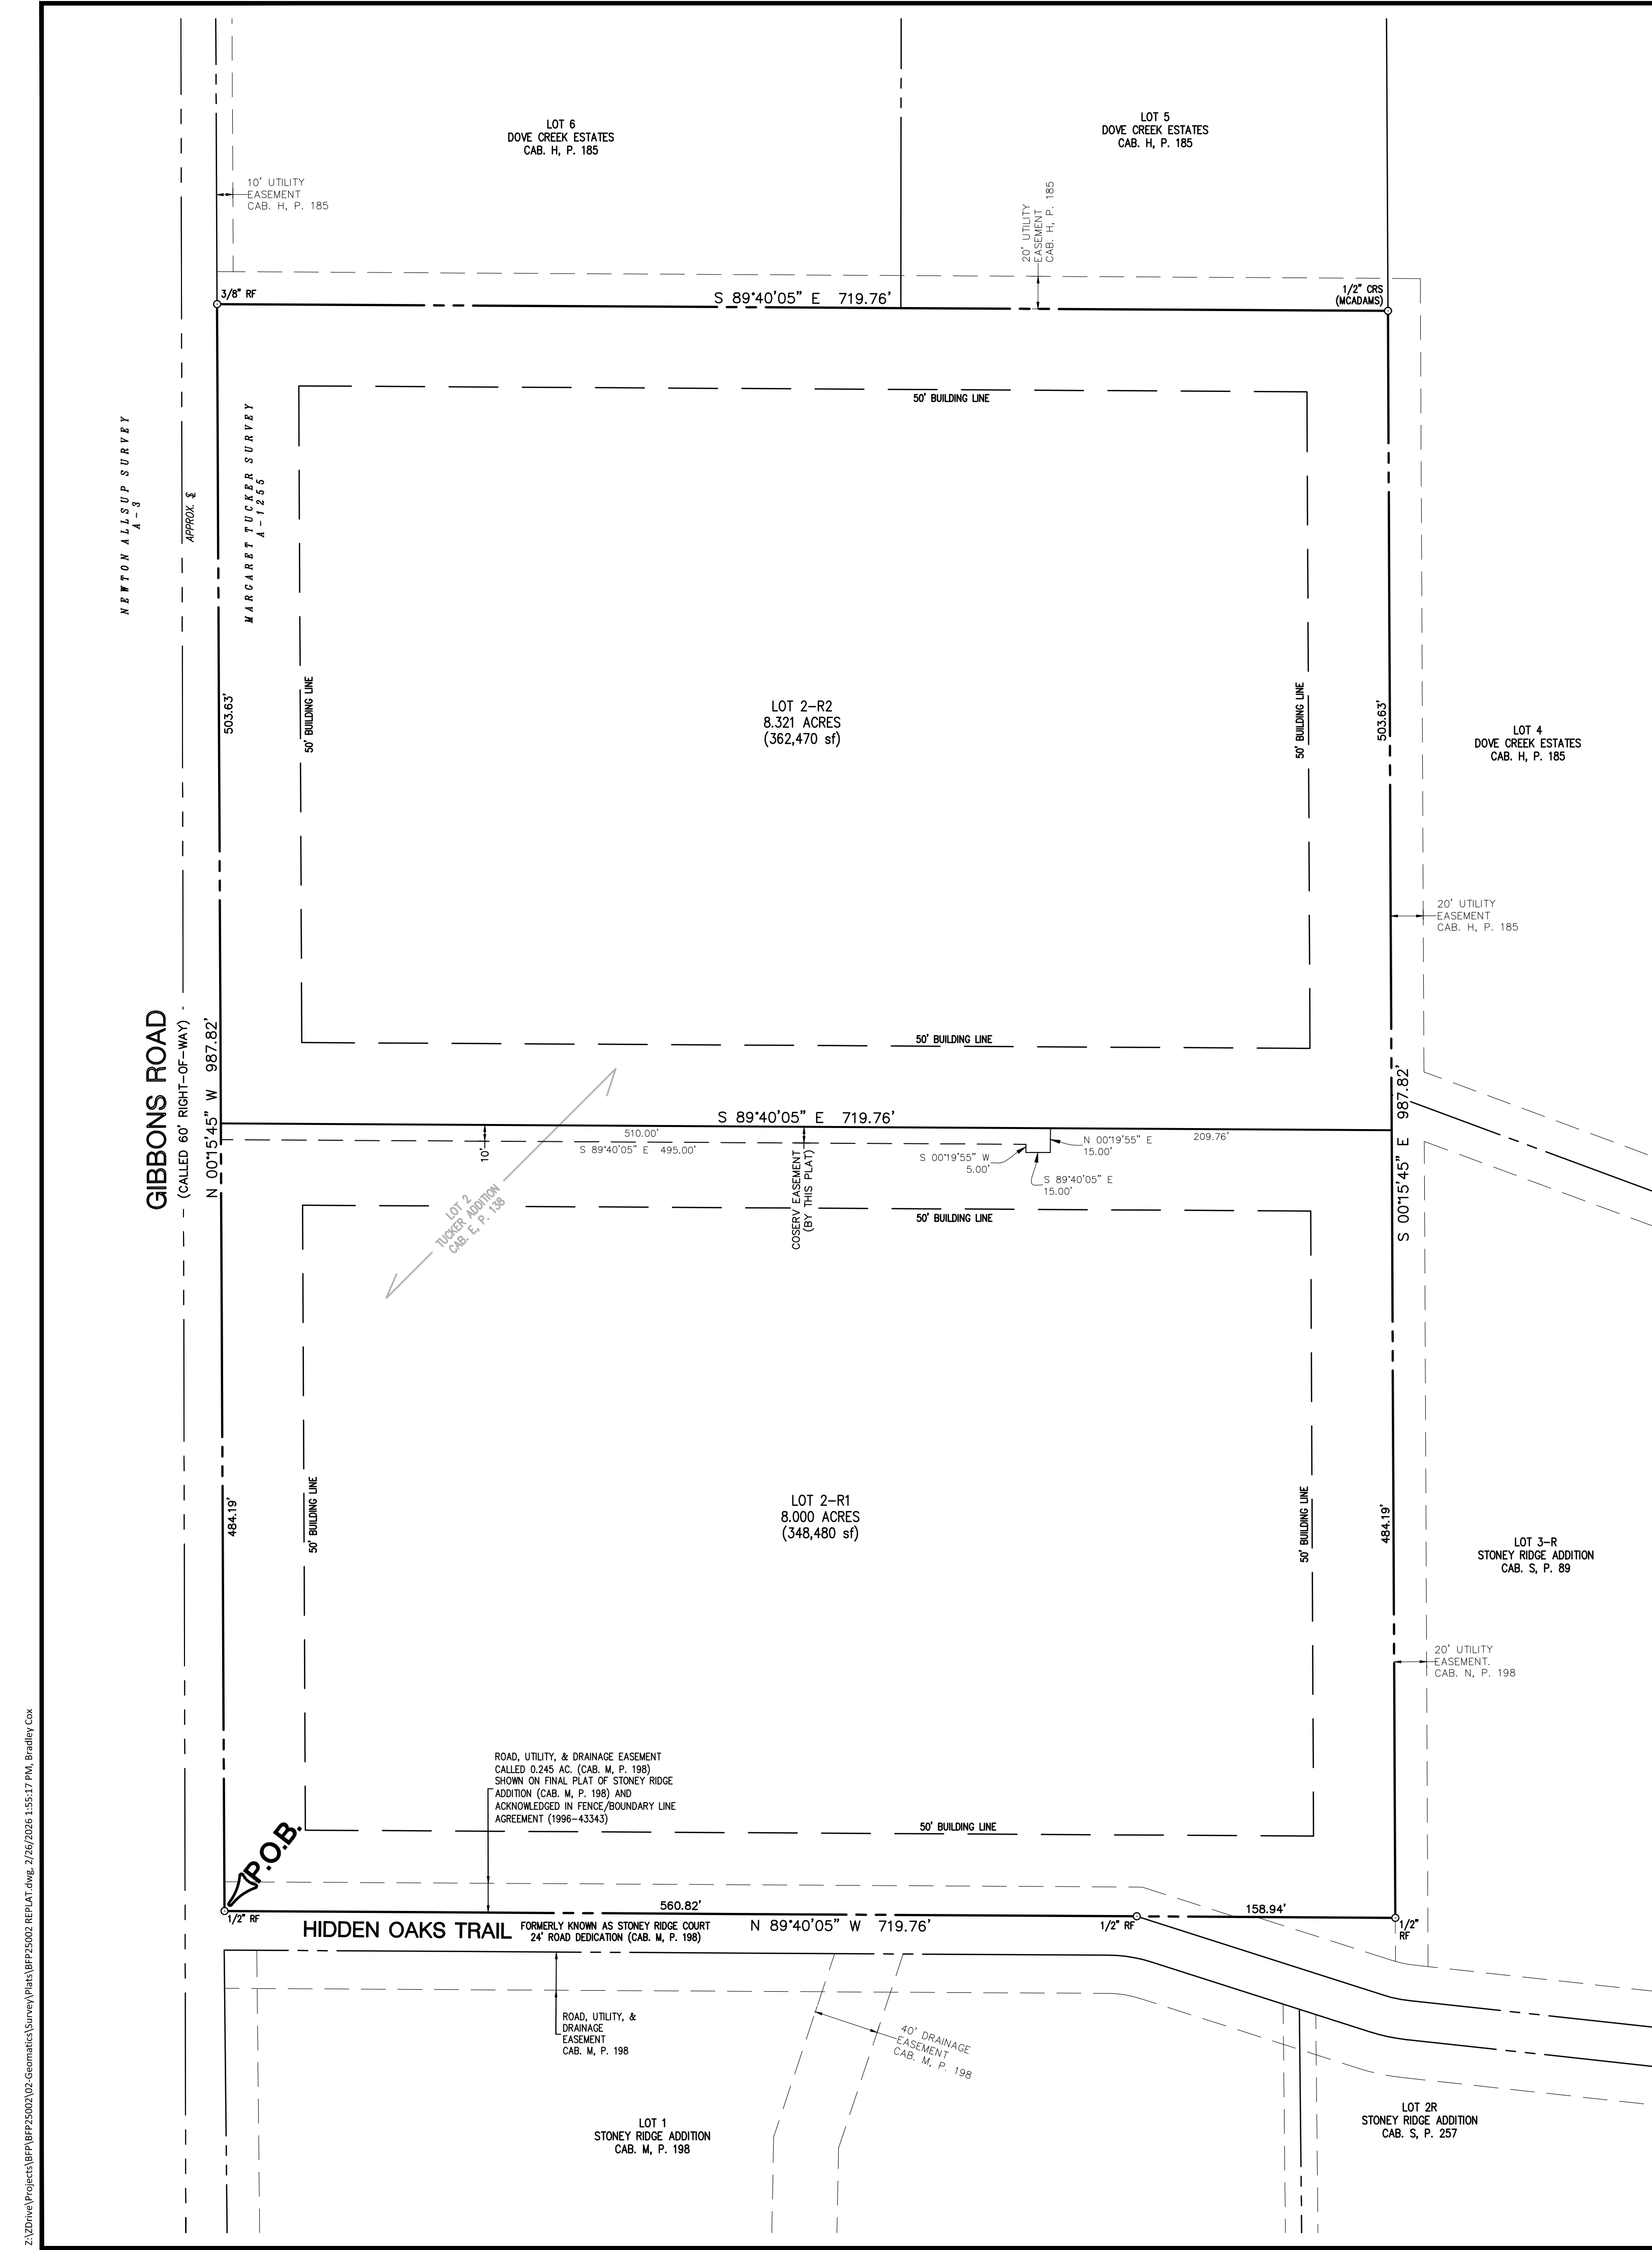 LOT 6
DOVE CREEK ESTATES
CAB. H, P. 185
LOT 5
DOVE CREEK ESTATES
CAB. H, P. 185
10' UTILITY
EASEMENT
CAB. H, P. 185
20' UTILITY
EASEMENT
CAB. H, P. 185
3/8" RF
S 89°40'05" E 719.76'
1/2" CRS
(MCADAMS)
50' BUILDING LINE
NEWTON ALLSUP SURVEY
A-3
APPROX. ℄
MARGARET TUCKER SURVEY
A-1255
503.63'
50' BUILDING LINE
LOT 2-R2
8.321 ACRES
(362,470 sf)
50' BUILDING LINE
503.63'
LOT 4
DOVE CREEK ESTATES
CAB. H, P. 185
20' UTILITY
EASEMENT
CAB. H, P. 185
GIBBONS ROAD
(CALLED 60' RIGHT-OF-WAY)
N 00°15'45" W 987.82'
50' BUILDING LINE
S 00°15'45" E 987.82'
S 89°40'05" E 719.76'
510.00'
S 89°40'05" E 495.00'
10'
COSERV EASEMENT
(BY THIS PLAT)
S 00°19'55" W
5.00'
N 00°19'55" E
15.00'
209.76'
S 89°40'05" E
15.00'
LOT 2
TUCKER ADDITION
CAB. E, P. 138
50' BUILDING LINE
484.19'
50' BUILDING LINE
LOT 2-R1
8.000 ACRES
(348,480 sf)
50' BUILDING LINE
484.19'
LOT 3-R
STONEY RIDGE ADDITION
CAB. S, P. 89
20' UTILITY
EASEMENT.
CAB. N, P. 198
ROAD, UTILITY, & DRAINAGE EASEMENT
CALLED 0.245 AC. (CAB. M, P. 198)
SHOWN ON FINAL PLAT OF STONEY RIDGE
ADDITION (CAB. M, P. 198) AND
ACKNOWLEDGED IN FENCE/BOUNDARY LINE
AGREEMENT (1996-43343)
50' BUILDING LINE
P.O.B.
1/2" RF
560.82'
158.94'
HIDDEN OAKS TRAIL
FORMERLY KNOWN AS STONEY RIDGE COURT
24' ROAD DEDICATION (CAB. M, P. 198)
N 89°40'05" W 719.76'
1/2" RF
1/2"
RF
ROAD, UTILITY, &
DRAINAGE
EASEMENT
CAB. M, P. 198
40' DRAINAGE
EASEMENT
CAB. M, P. 198
LOT 1
STONEY RIDGE ADDITION
CAB. M, P. 198
LOT 2R
STONEY RIDGE ADDITION
CAB. S, P. 257
Z:\ZDrive\Projects\BFP\BFP25002\02-Geomatics\Survey\Plats\BFP25002 REPLAT.dwg, 2/26/2026 1:55:17 PM, Bradley Cox